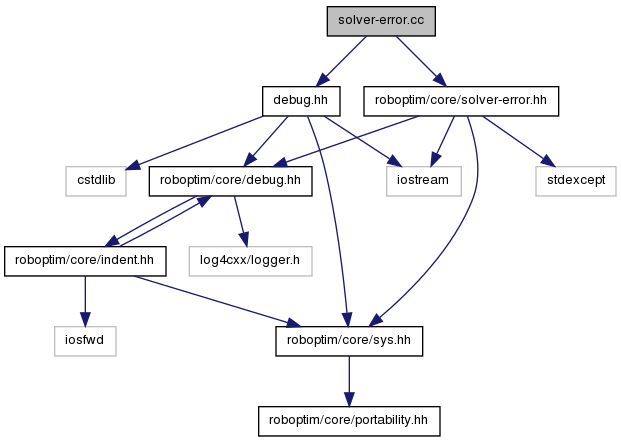 solver-error.cc
debug.hh
roboptim/core/solver-error.hh
cstdlib
roboptim/core/debug.hh
iostream
stdexcept
roboptim/core/indent.hh
log4cxx/logger.h
iosfwd
roboptim/core/sys.hh
roboptim/core/portability.hh